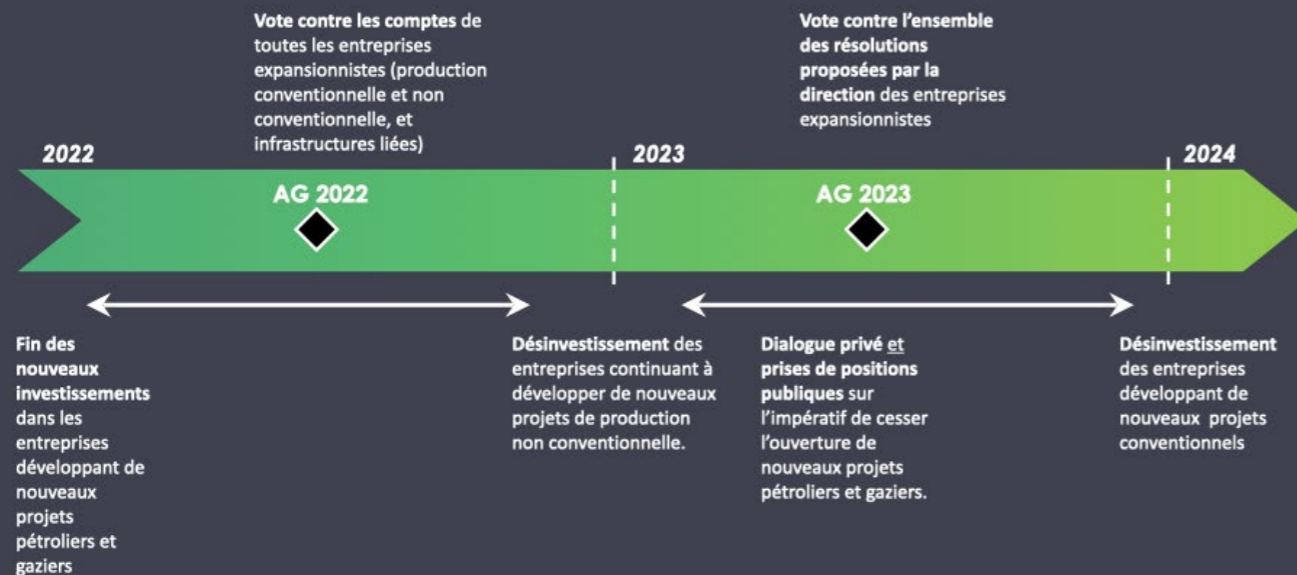 Vote contre les comptes de
toutes les entreprises
expansionnistes (production
conventionnelle et non
conventionnelle, et
infrastructures liées)
Vote contre l'ensemble
des résolutions
proposées par la
direction des entreprises
expansionnistes
2022
2023
2024
AG 2022
AG 2023
Fin des
nouveaux
investissements
dans les
entreprises
développant de
nouveaux
projets
pétroliers et
gaziers
Désinvestissement des
entreprises continuant à
développer de nouveaux
projets de production
non conventionnelle.
Dialogue privé et
prises de positions
publiques sur
l'impératif de cesser
l'ouverture de
nouveaux projets
pétroliers et gaziers.
Désinvestissement
des entreprises
développant de
nouveaux projets
conventionnels